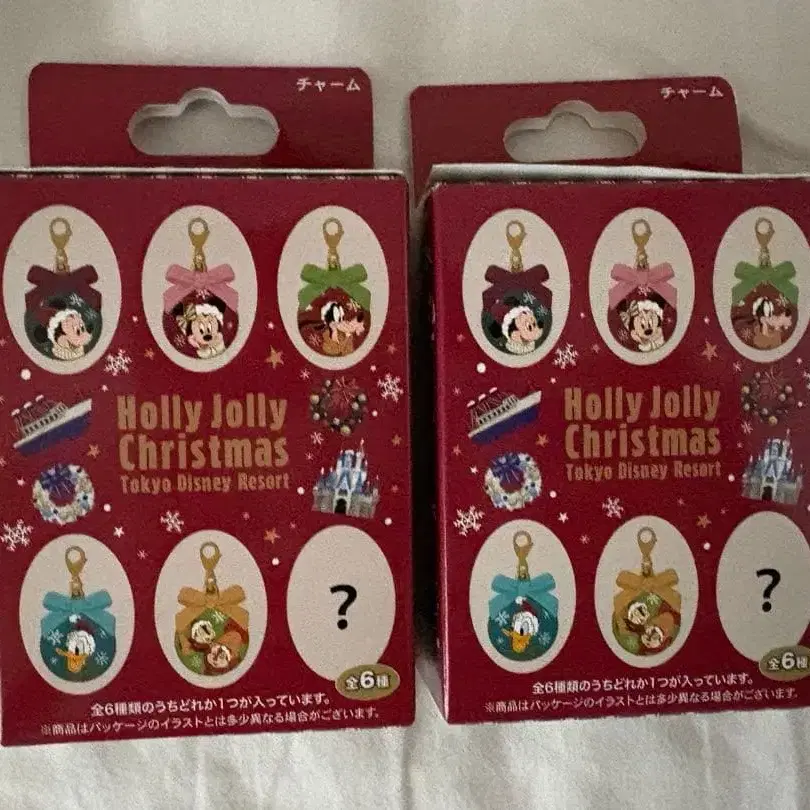 チャーム
Holly Jolly
Christmas
Tokyo Disney Resort
?
全6種
全6種類のうちどれか1つが入っています。
※商品はパッケージのイラストとは多少異なる場合がございます。
チャーム
Holly Jolly
Christmas
Tokyo Disney Resort
?
全6種
全6種類のうちどれか1つが入っています。
※商品はパッケージのイラストとは多少異なる場合がございます。